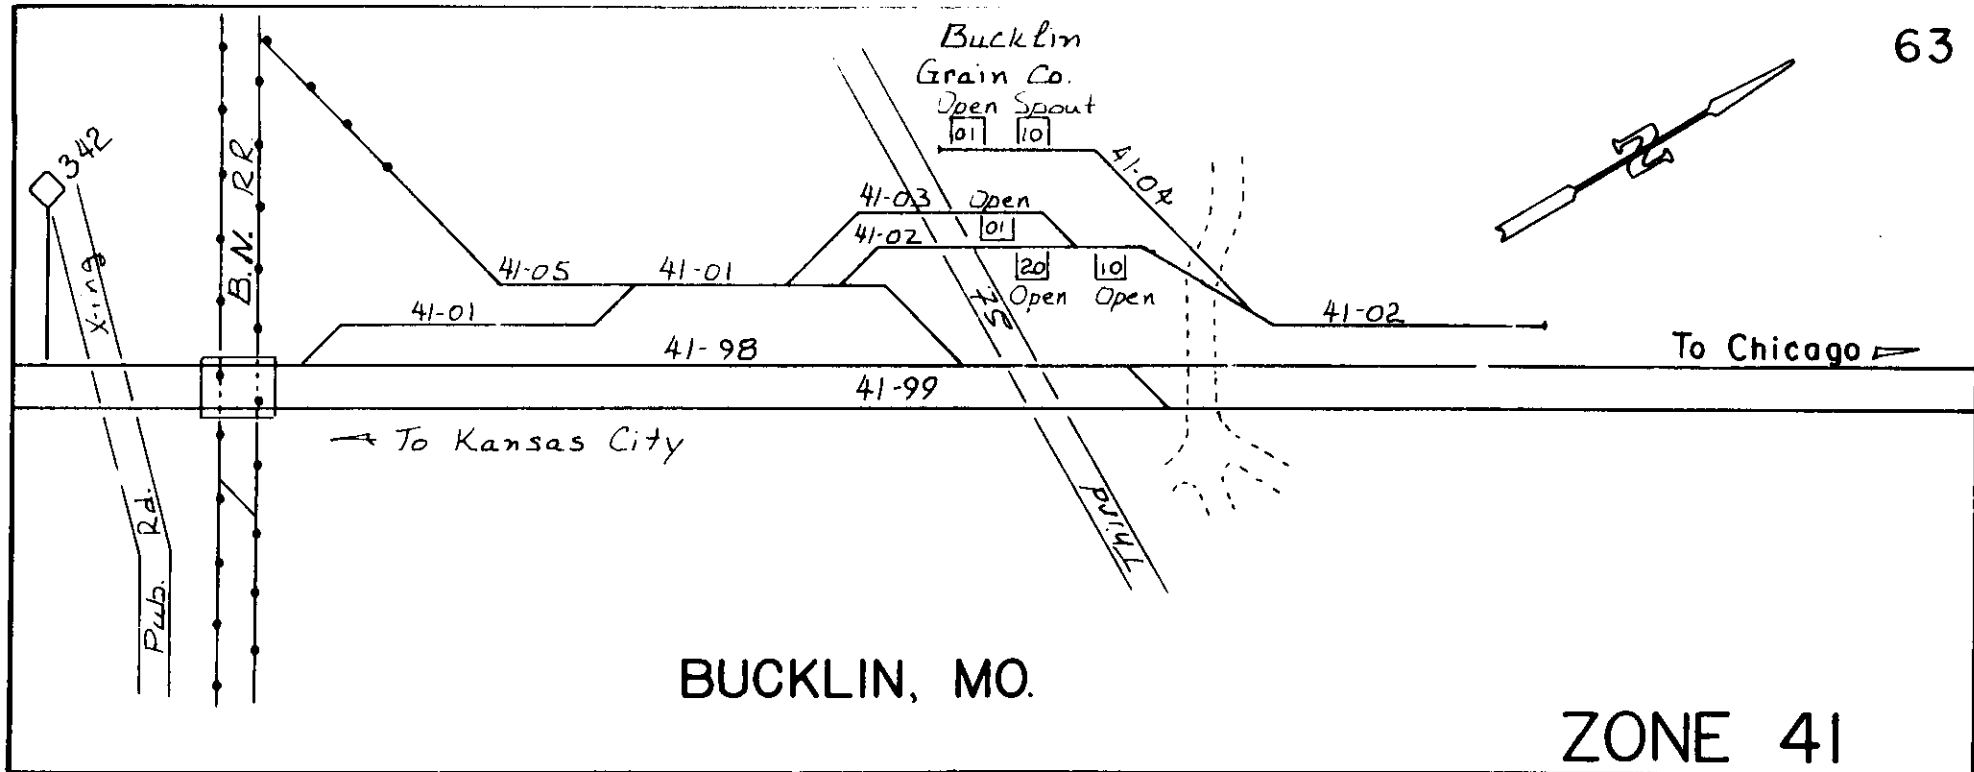 63
Bucklin
Grain Co.
Open Spout
01 10
342
X-ing
Pub. Rd.
B.N. RR.
N
41-04
41-03 Open
01
41-02
20 10
Open Open
41-05 41-01
41-01
41-02
41-98
To Chicago
41-99
To Kansas City
Third St.
BUCKLIN, MO.
ZONE 41